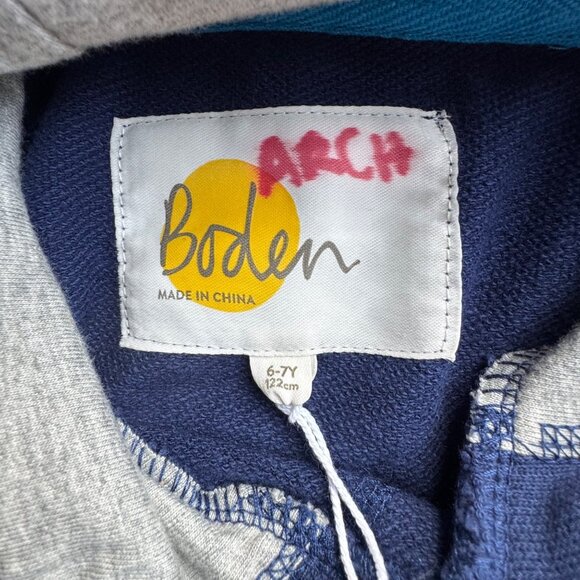 ARCH
Boden
MADE IN CHINA
6-7Y
122cm